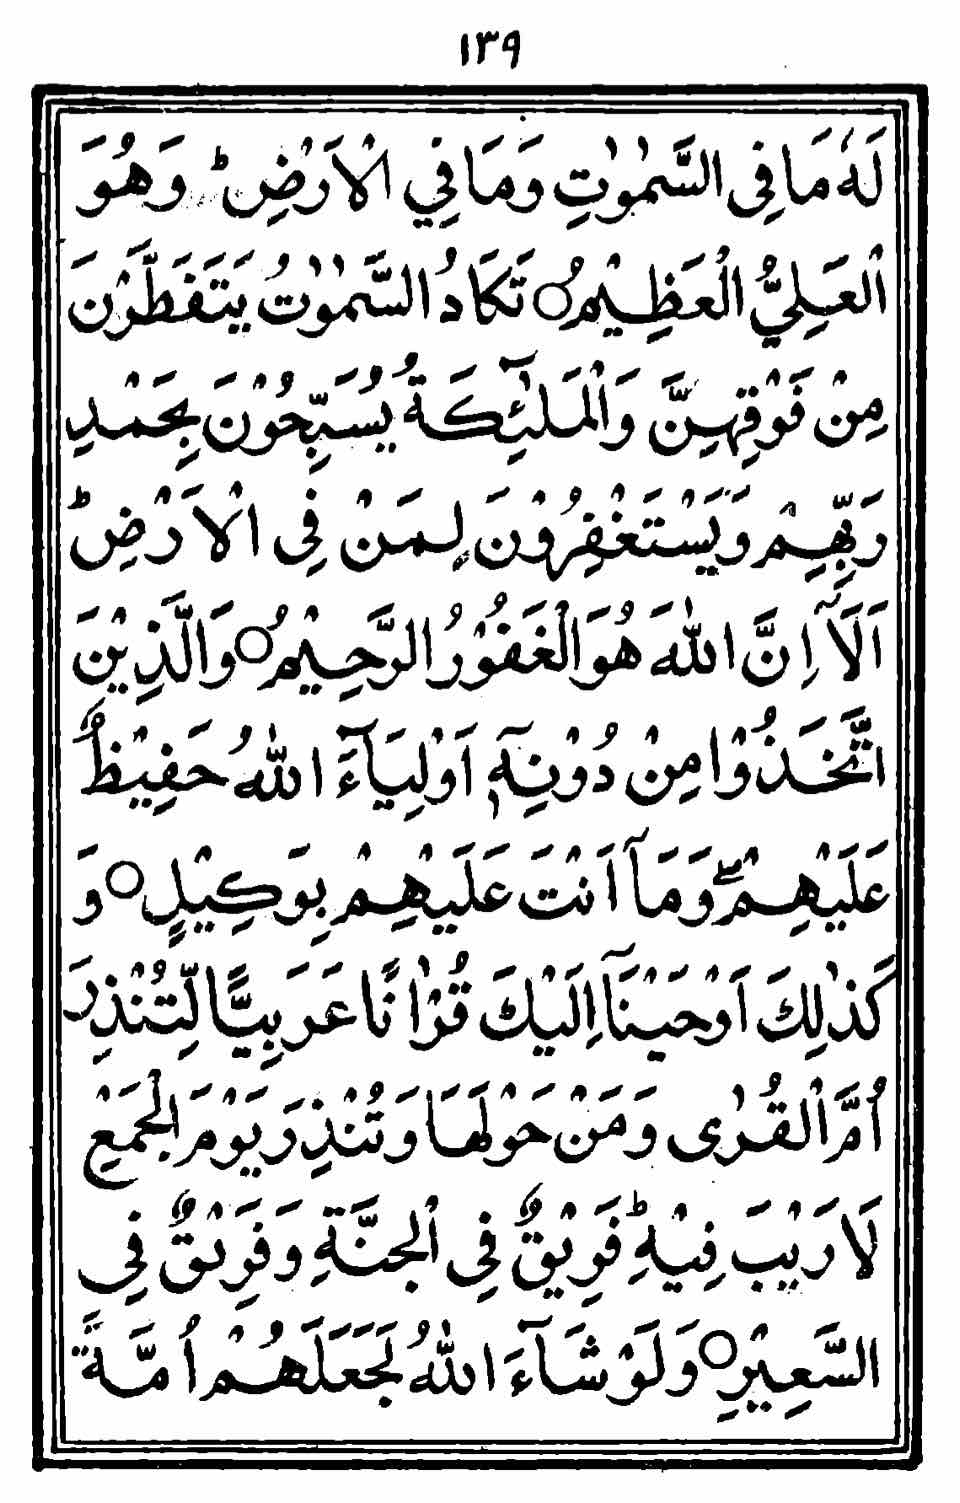 ۱۳۹
لَهٗ مَا فِی السَّمٰوٰتِ وَمَا فِي الْاَرْضِ ؕ وَهُوَ
الْعَلِيُّ الْعَظِيْمُ ○ تَكَادُ السَّمٰوٰتُ يَتَفَطَّرْنَ
مِنْ فَوْقِهِنَّ وَالْمَلٰٓئِكَةُ يُسَبِّحُوْنَ بِحَمْدِ
رَبِّهِمْ وَيَسْتَغْفِرُوْنَ لِمَنْ فِی الْاَرْضِ ؕ
اَلَآ اِنَّ اللّٰهَ هُوَ الْغَفُوْرُ الرَّحِيْمُ ○ وَالَّذِيْنَ
اتَّخَذُوْا مِنْ دُوْنِهٖٓ اَوْلِيَآءَ اللّٰهُ حَفِيْظٌ
عَلَيْهِمْ ۖ وَمَآ اَنْتَ عَلَيْهِمْ بِوَكِيْلٍ ○ وَ
كَذٰلِكَ اَوْحَيْنَآ اِلَيْكَ قُرْاٰنًا عَرَبِيًّا لِّتُنْذِرَ
اُمَّ الْقُرٰى وَمَنْ حَوْلَهَا وَتُنْذِرَ يَوْمَ الْجَمْعِ
لَا رَيْبَ فِيْهِ ؕ فَرِيْقٌ فِی الْجَنَّةِ وَفَرِيْقٌ فِی
السَّعِيْرِ ○ وَلَوْ شَآءَ اللّٰهُ لَجَعَلَهُمْ اُمَّةً